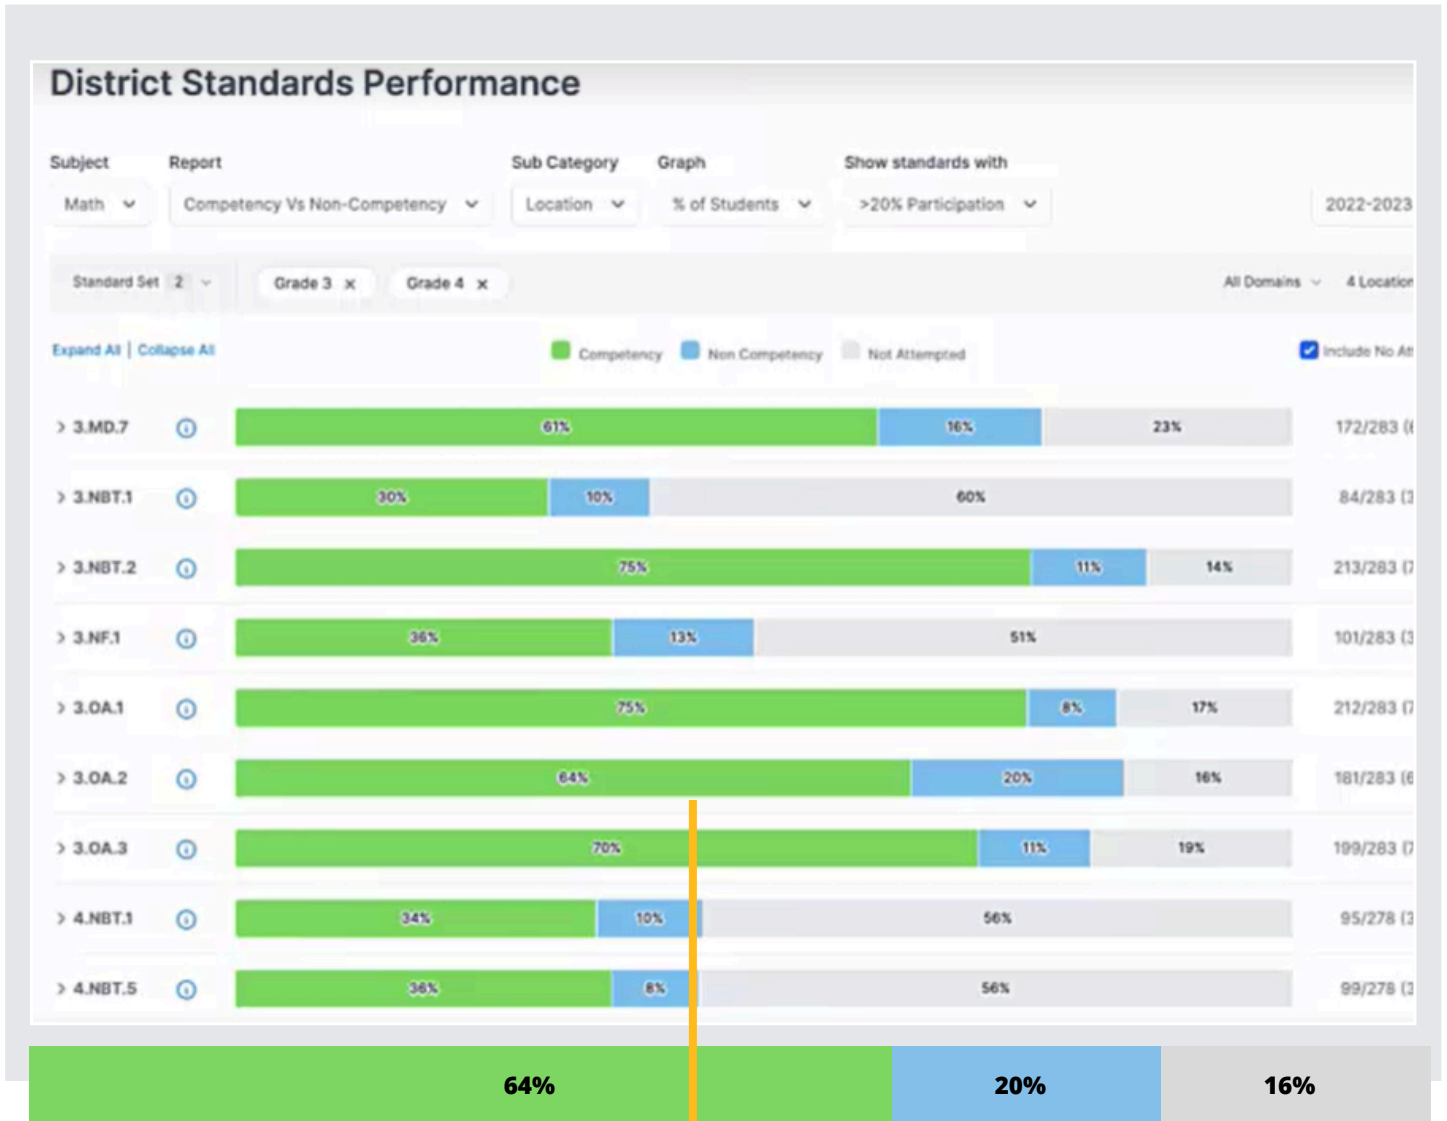 District Standards Performance
Subject Report Sub Category Graph Show standards with
Math Competency Vs Non-Competency Location % of Students >20% Participation 2022-2023
Standard Set 2 Grade 3 x Grade 4 x All Domains 4 Location
Expand All | Collapse All Competency Non Competency Not Attempted Include No At
> 3.MD.7 61% 16% 23% 172/283
> 3.NBT.1 30% 10% 60% 84/283
> 3.NBT.2 75% 11% 14% 213/283
> 3.NF.1 36% 13% 51% 101/283
> 3.OA.1 75% 8% 17% 212/283
> 3.OA.2 64% 20% 16% 181/283
> 3.OA.3 70% 11% 19% 199/283
> 4.NBT.1 34% 10% 56% 95/278
> 4.NBT.5 36% 8% 56% 99/278
64% 20% 16%